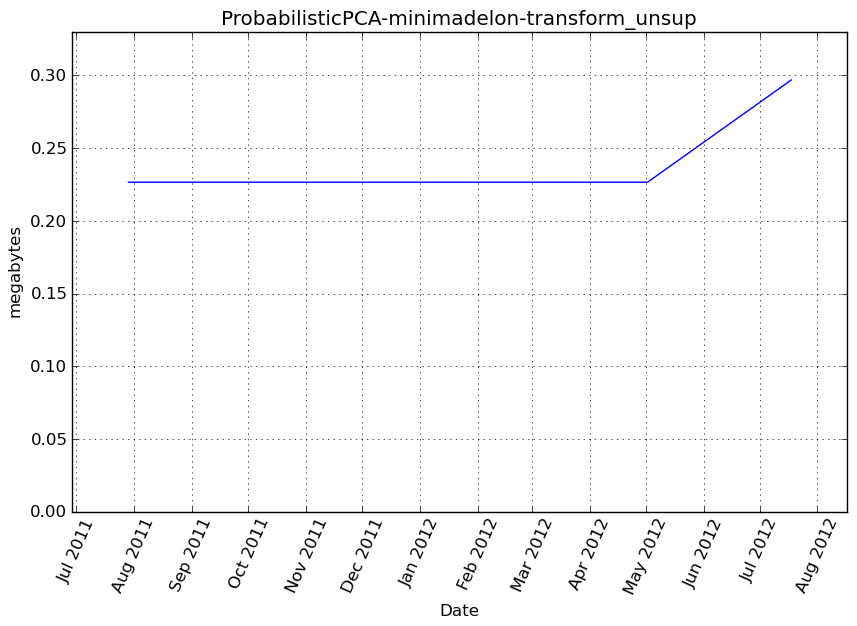 ProbabilisticPCA-minimadelon-transform_unsup
megabytes
0.30
0.25
0.20
0.15
0.10
0.05
0.00
Jul 2011
Aug 2011
Sep 2011
Oct 2011
Nov 2011
Dec 2011
Jan 2012
Feb 2012
Mar 2012
Apr 2012
May 2012
Jun 2012
Jul 2012
Aug 2012
Date